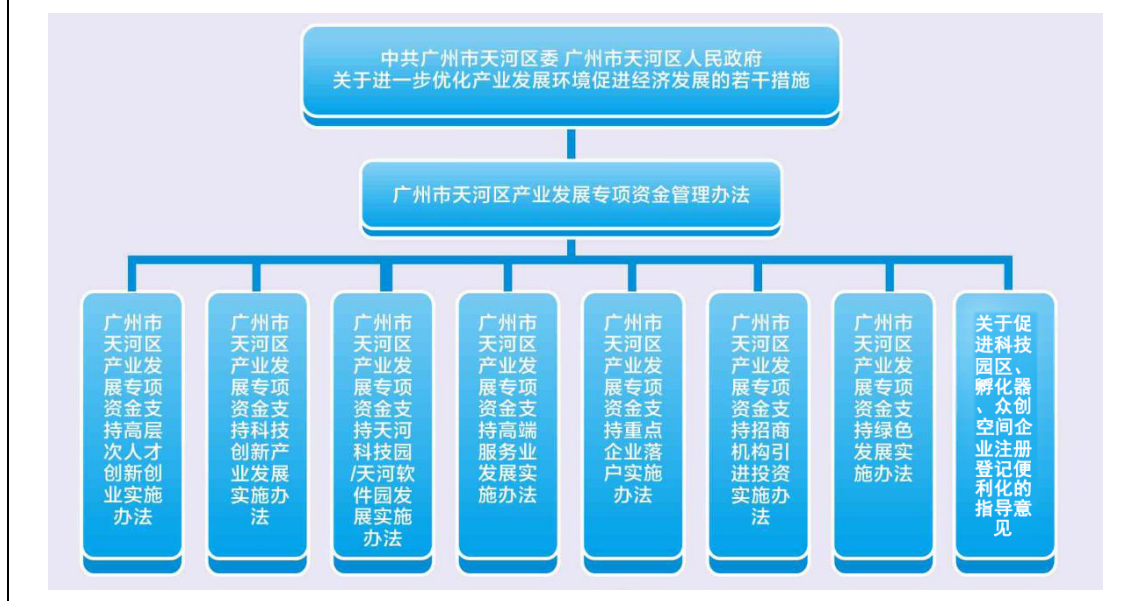 中共广州市天河区委 广州市天河区人民政府
关于进一步优化产业发展环境促进经济发展的若干措施
广州市天河区产业发展专项资金管理办法
广州市
天河区
产业发
展专项
资金支
持高层
次人才
创新创
业实施
办法
广州市
天河区
产业发
展专项
资金支
持科技
创新产
业发展
实施办
法
广州市
天河区
产业发
展专项
资金支
持天河
科技园
/天河软
件园发
展实施
办法
广州市
天河区
产业发
展专项
资金支
持高端
服务业
发展实
施办法
广州市
天河区
产业发
展专项
资金支
持重点
企业落
户实施
办法
广州市
天河区
产业发
展专项
资金支
持招商
机构引
进投资
实施办
法
广州市
天河区
产业发
展专项
资金支
持绿色
发展实
施办法
关于促
进科技
园区、
孵化器
、众创
空间企
业注册
登记便
利化的
指导意
见